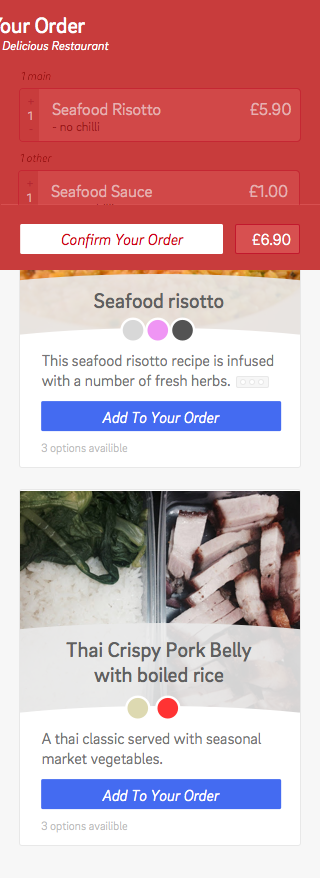 Your Order
Delicious Restaurant
1 main
+
1
-
Seafood Risotto
£5.90
- no chilli
1 other
+
1
Seafood Sauce
£1.00
Confirm Your Order
£6.90
Seafood risotto
This seafood risotto recipe is infused
with a number of fresh herbs.
Add To Your Order
3 options availible
Thai Crispy Pork Belly
with boiled rice
A thai classic served with seasonal
market vegetables.
Add To Your Order
3 options availible